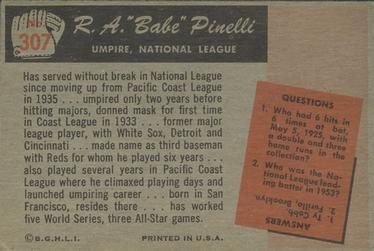 No.
307
R. A. "Babe" Pinelli
UMPIRE, NATIONAL LEAGUE
Has served without break in National League
since moving up from Pacific Coast League
in 1935 . . . umpired only two years before
hitting majors, donned mask for first time
in Coast League in 1933 . . . former
major league player, with White Sox, Detroit and
Cincinnati . . . made name as third baseman
with Reds for whom he played six years . . .
also played several years in Pacific Coast
League where he climaxed playing days and
launched umpiring career . . . born in San
Francisco, resides there . . . has worked
five World Series, three All-Star games.
©B.G.H.L.I. PRINTED IN U.S.A.
QUESTIONS
1. Who had 6 hits in
6 times at bat,
May 5, 1925, with
a double and three
home runs in the
collection?
2. Who was the Na-
tional League lead-
ing batter in 1953?
ANSWERS
1. Ty Cobb.
2. Furillo, Brooklyn.